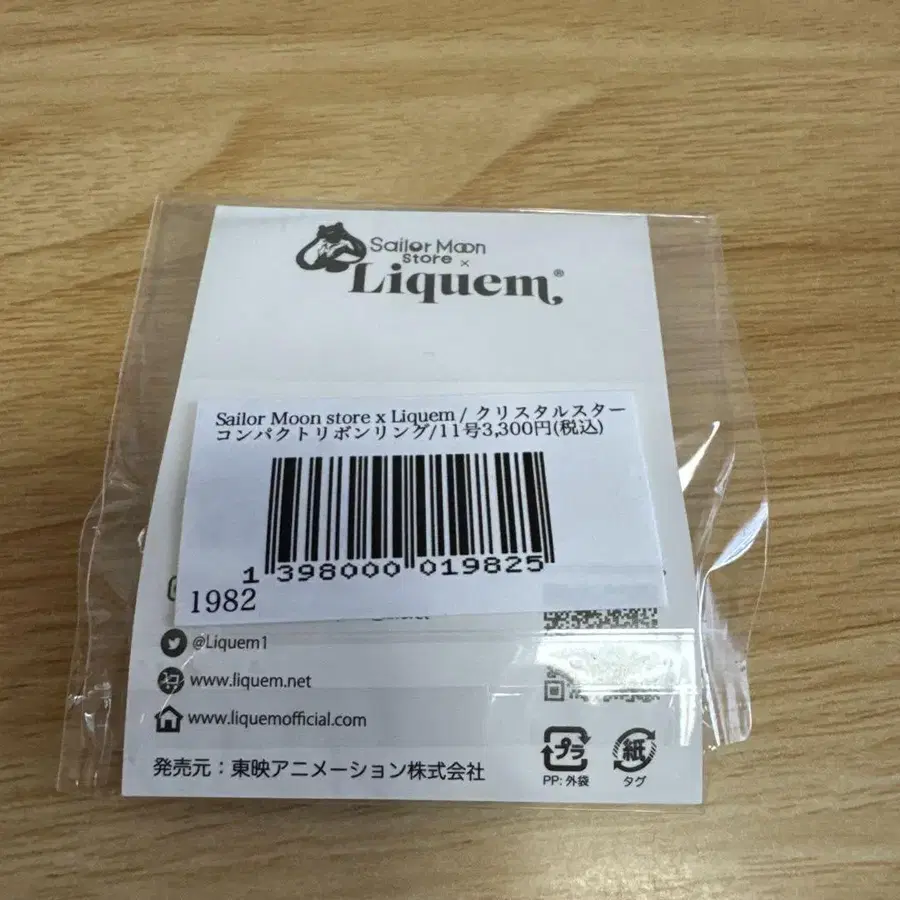 Sailor Moon
store ×
Liquem®
Sailor Moon store x Liquem / クリスタルスター
コンパクトリボンリング/11号3,300円(税込)
1 398000 019825
1982
@Liquem1
www.liquem.net
www.liquemofficial.com
発売元：東映アニメーション株式会社
プラ
PP: 外袋
紙
タグ